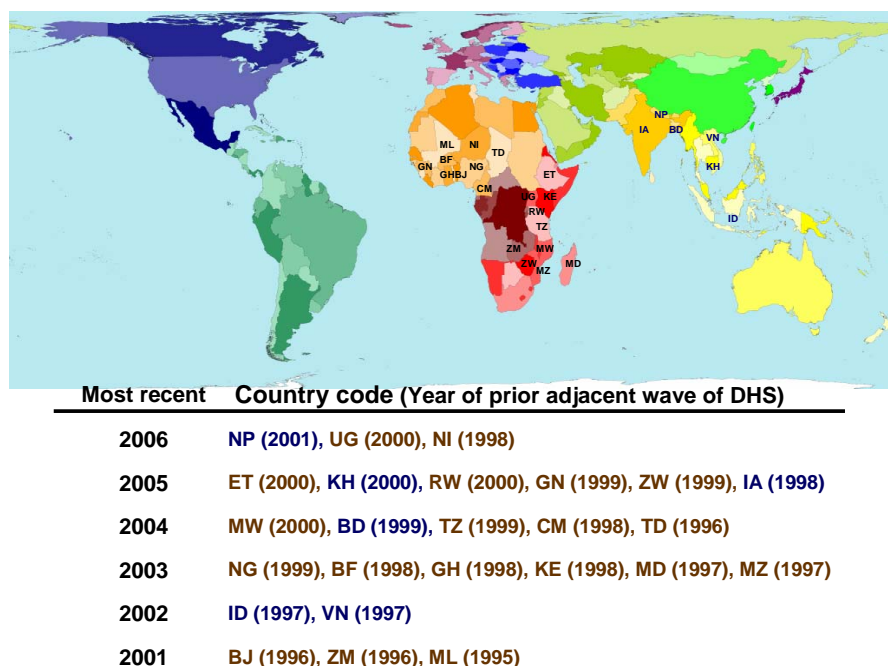 NP
IA
BD
VN
ML
NI
TD
BF
GN
GH
BJ
NG
KH
ET
CM
UG
KE
RW
ID
TZ
ZM
MW
ZW
MD
MZ
Most recent Country code (Year of prior adjacent wave of DHS)
2006 NP (2001), UG (2000), NI (1998)
2005 ET (2000), KH (2000), RW (2000), GN (1999), ZW (1999), IA (1998)
2004 MW (2000), BD (1999), TZ (1999), CM (1998), TD (1996)
2003 NG (1999), BF (1998), GH (1998), KE (1998), MD (1997), MZ (1997)
2002 ID (1997), VN (1997)
2001 BJ (1996), ZM (1996), ML (1995)